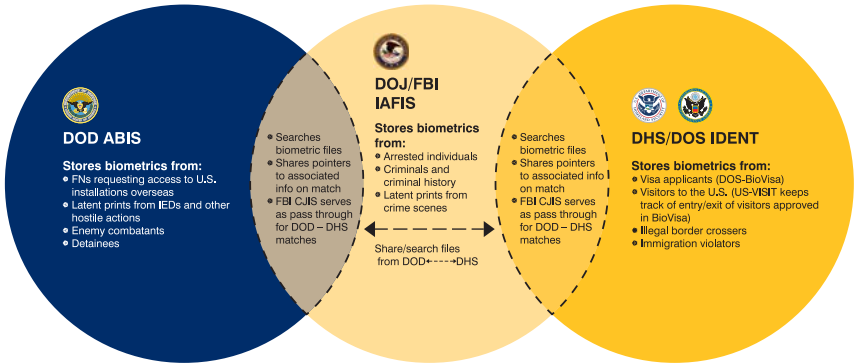 DOD ABIS
Stores biometrics from:
• FNs requesting access to U.S.
installations overseas
• Latent prints from IEDs and other
hostile actions
• Enemy combatants
• Detainees
• Searches
biometric files
• Shares pointers
to associated
info on match
• FBI CJIS serves
as pass through
for DOD – DHS
matches
DOJ/FBI
IAFIS
Stores biometrics
from:
• Arrested individuals
• Criminals and
criminal history
• Latent prints from
crime scenes
Share/search files
from DOD DHS
• Searches
biometric files
• Shares pointers
to associated info
on match
• FBI CJIS serves
as pass through
for DOD – DHS
matches
DHS/DOS IDENT
Stores biometrics from:
• Visa applicants (DOS-BioVisa)
• Visitors to the U.S. (US-VISIT keeps
track of entry/exit of visitors approved
in BioVisa)
• Illegal border crossers
• Immigration violators